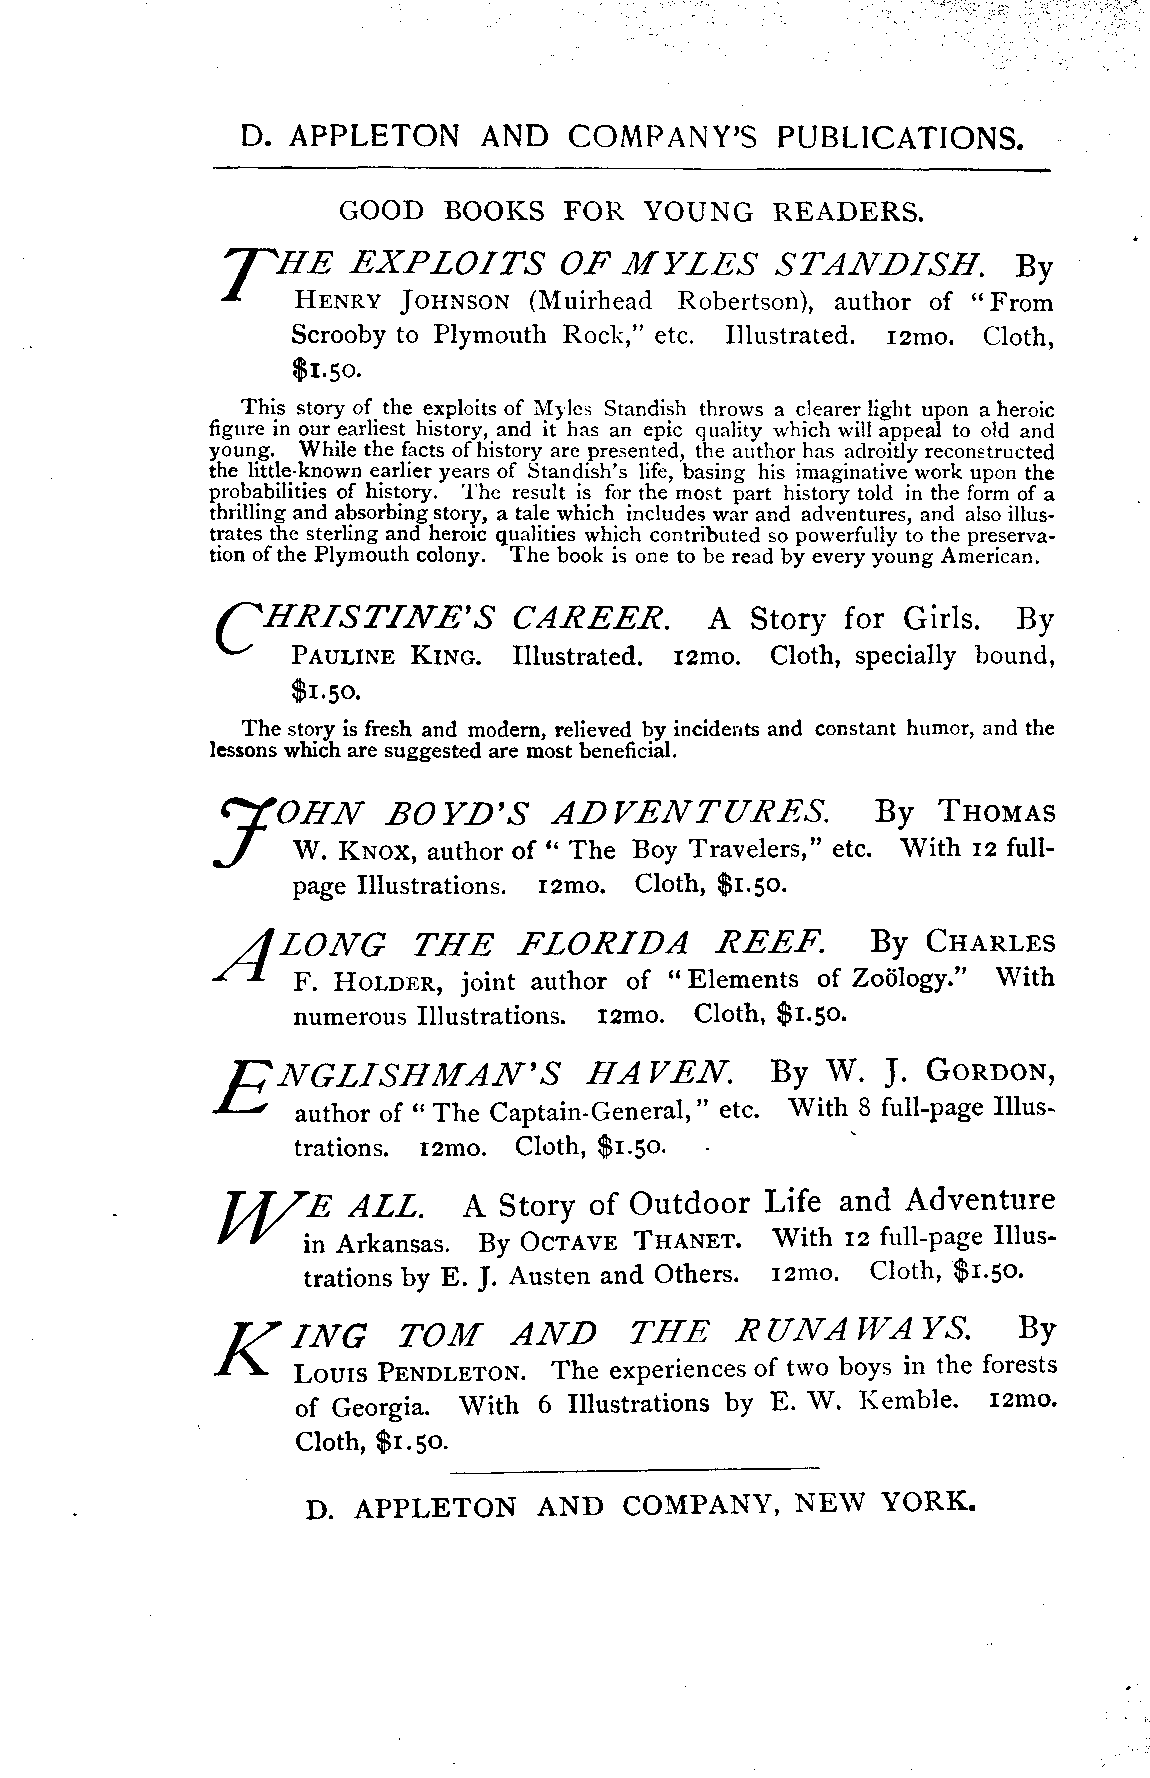 D. APPLETON AND COMPANY'S PUBLICATIONS.
GOOD BOOKS FOR YOUNG READERS.
THE EXPLOITS OF MYLES STANDISH. By
HENRY JOHNSON (Muirhead Robertson), author of "From
Scrooby to Plymouth Rock," etc. Illustrated. 12mo. Cloth,
$1.50.
This story of the exploits of Myles Standish throws a clearer light upon a heroic
figure in our earliest history, and it has an epic quality which will appeal to old and
young. While the facts of history are presented, the author has adroitly reconstructed
the little-known earlier years of Standish's life, basing his imaginative work upon the
probabilities of history. The result is for the most part history told in the form of a
thrilling and absorbing story, a tale which includes war and adventures, and also illus-
trates the sterling and heroic qualities which contributed so powerfully to the preserva-
tion of the Plymouth colony. The book is one to be read by every young American.
CHRISTINE'S CAREER. A Story for Girls. By
PAULINE KING. Illustrated. 12mo. Cloth, specially bound,
$1.50.
The story is fresh and modern, relieved by incidents and constant humor, and the
lessons which are suggested are most beneficial.
JOHN BOYD'S ADVENTURES. By THOMAS
W. KNOX, author of "The Boy Travelers," etc. With 12 full-
page Illustrations. 12mo. Cloth, $1.50.
ALONG THE FLORIDA REEF. By CHARLES
F. HOLDER, joint author of "Elements of Zoölogy." With
numerous Illustrations. 12mo. Cloth, $1.50.
ENGLISHMAN'S HAVEN. By W. J. GORDON,
author of "The Captain-General," etc. With 8 full-page Illus-
trations. 12mo. Cloth, $1.50.
WE ALL. A Story of Outdoor Life and Adventure
in Arkansas. By OCTAVE THANET. With 12 full-page Illus-
trations by E. J. Austen and Others. 12mo. Cloth, $1.50.
KING TOM AND THE RUNAWAYS. By
LOUIS PENDLETON. The experiences of two boys in the forests
of Georgia. With 6 Illustrations by E. W. Kemble. 12mo.
Cloth, $1.50.
D. APPLETON AND COMPANY, NEW YORK.